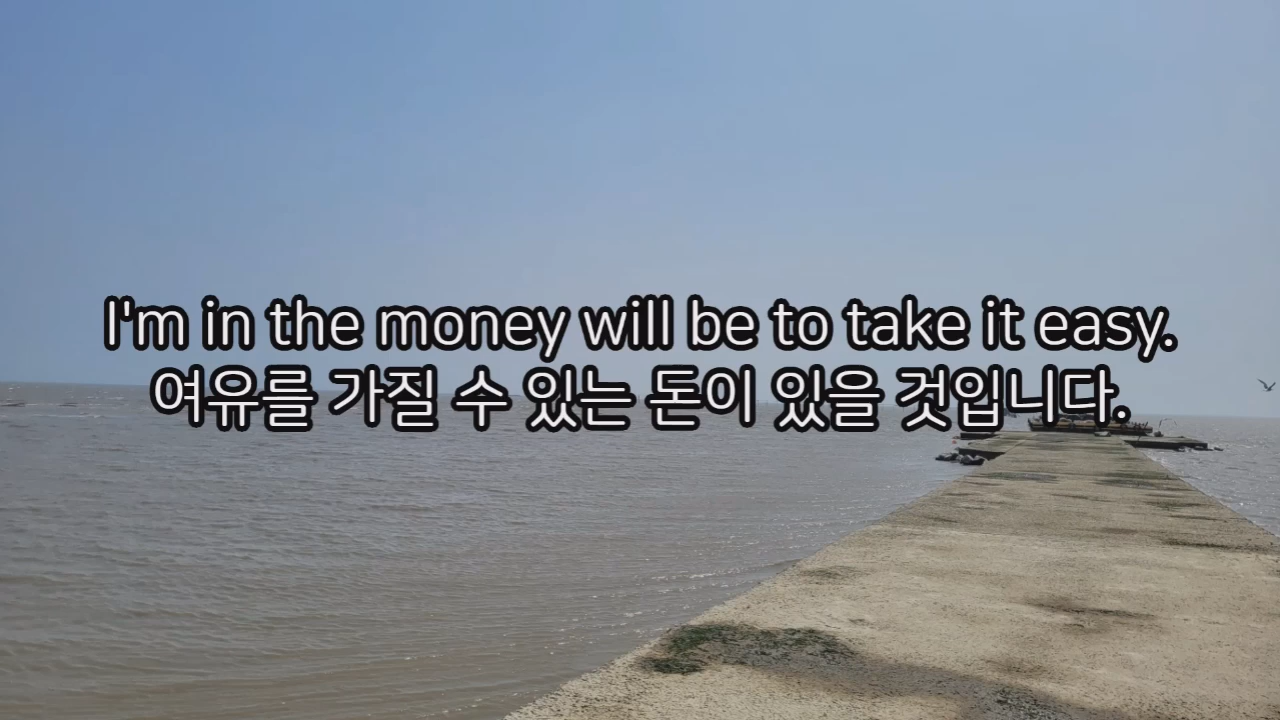 I'm in the money will be to take it easy.
여유를 가질 수 있는 돈이 있을 것입니다.